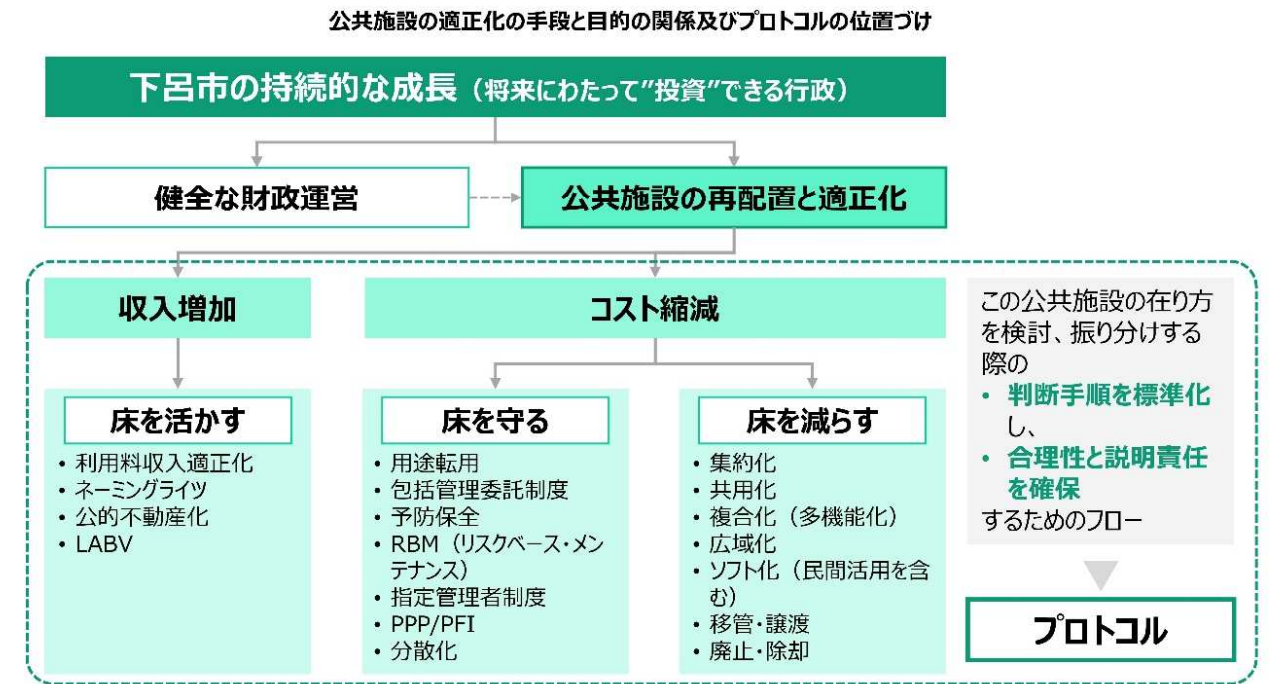 公共施設の適正化の手段と目的の関係及びプロトコルの位置づけ
下呂市の持続的な成長（将来にわたって”投資”できる行政）
健全な財政運営
公共施設の再配置と適正化
収入増加
コスト縮減
床を活かす
・利用料収入適正化
・ネーミングライツ
・公的不動産化
・LABV
床を守る
・用途転用
・包括管理委託制度
・予防保全
・RBM（リスクベース・メン
テナンス）
・指定管理者制度
・PPP/PFI
・分散化
床を減らす
・集約化
・共用化
・複合化（多機能化）
・広域化
・ソフト化（民間活用を含
む）
・移管・譲渡
・廃止・除却
この公共施設の在り方
を検討、振り分けする
際の
・判断手順を標準化
し、
・合理性と説明責任
を確保
するためのフロー
プロトコル